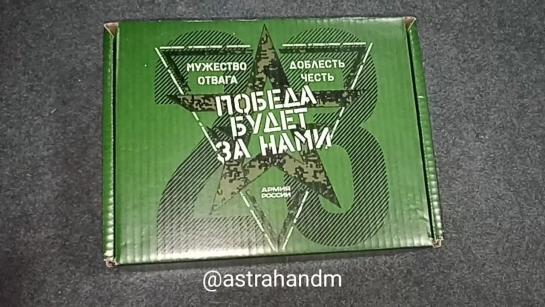 23
МУЖЕСТВО
ОТВАГА
ДОБЛЕСТЬ
ЧЕСТЬ
ПОБЕДА
БУДЕТ
ЗА НАМИ
АРМИЯ
РОССИИ
@astrahandm